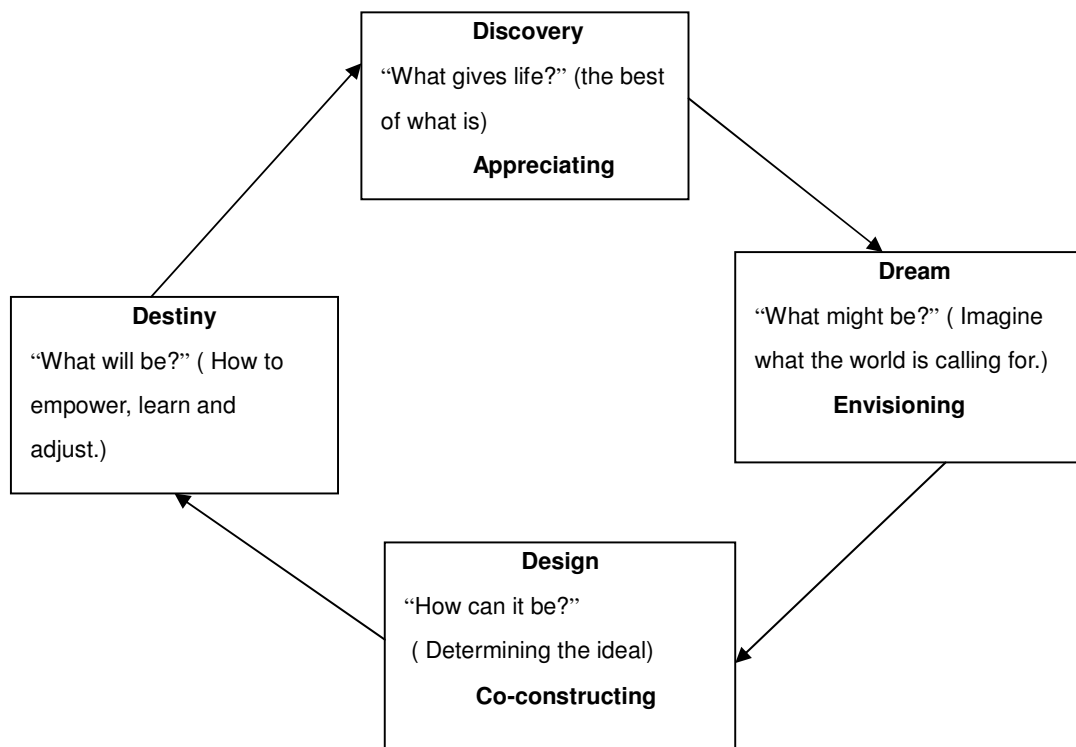 Discovery
“What gives life?” (the best
of what is)
Appreciating
Dream
“What might be?” ( Imagine
what the world is calling for.)
Envisioning
Design
“How can it be?”
( Determining the ideal)
Co-constructing
Destiny
“What will be?” ( How to
empower, learn and
adjust.)